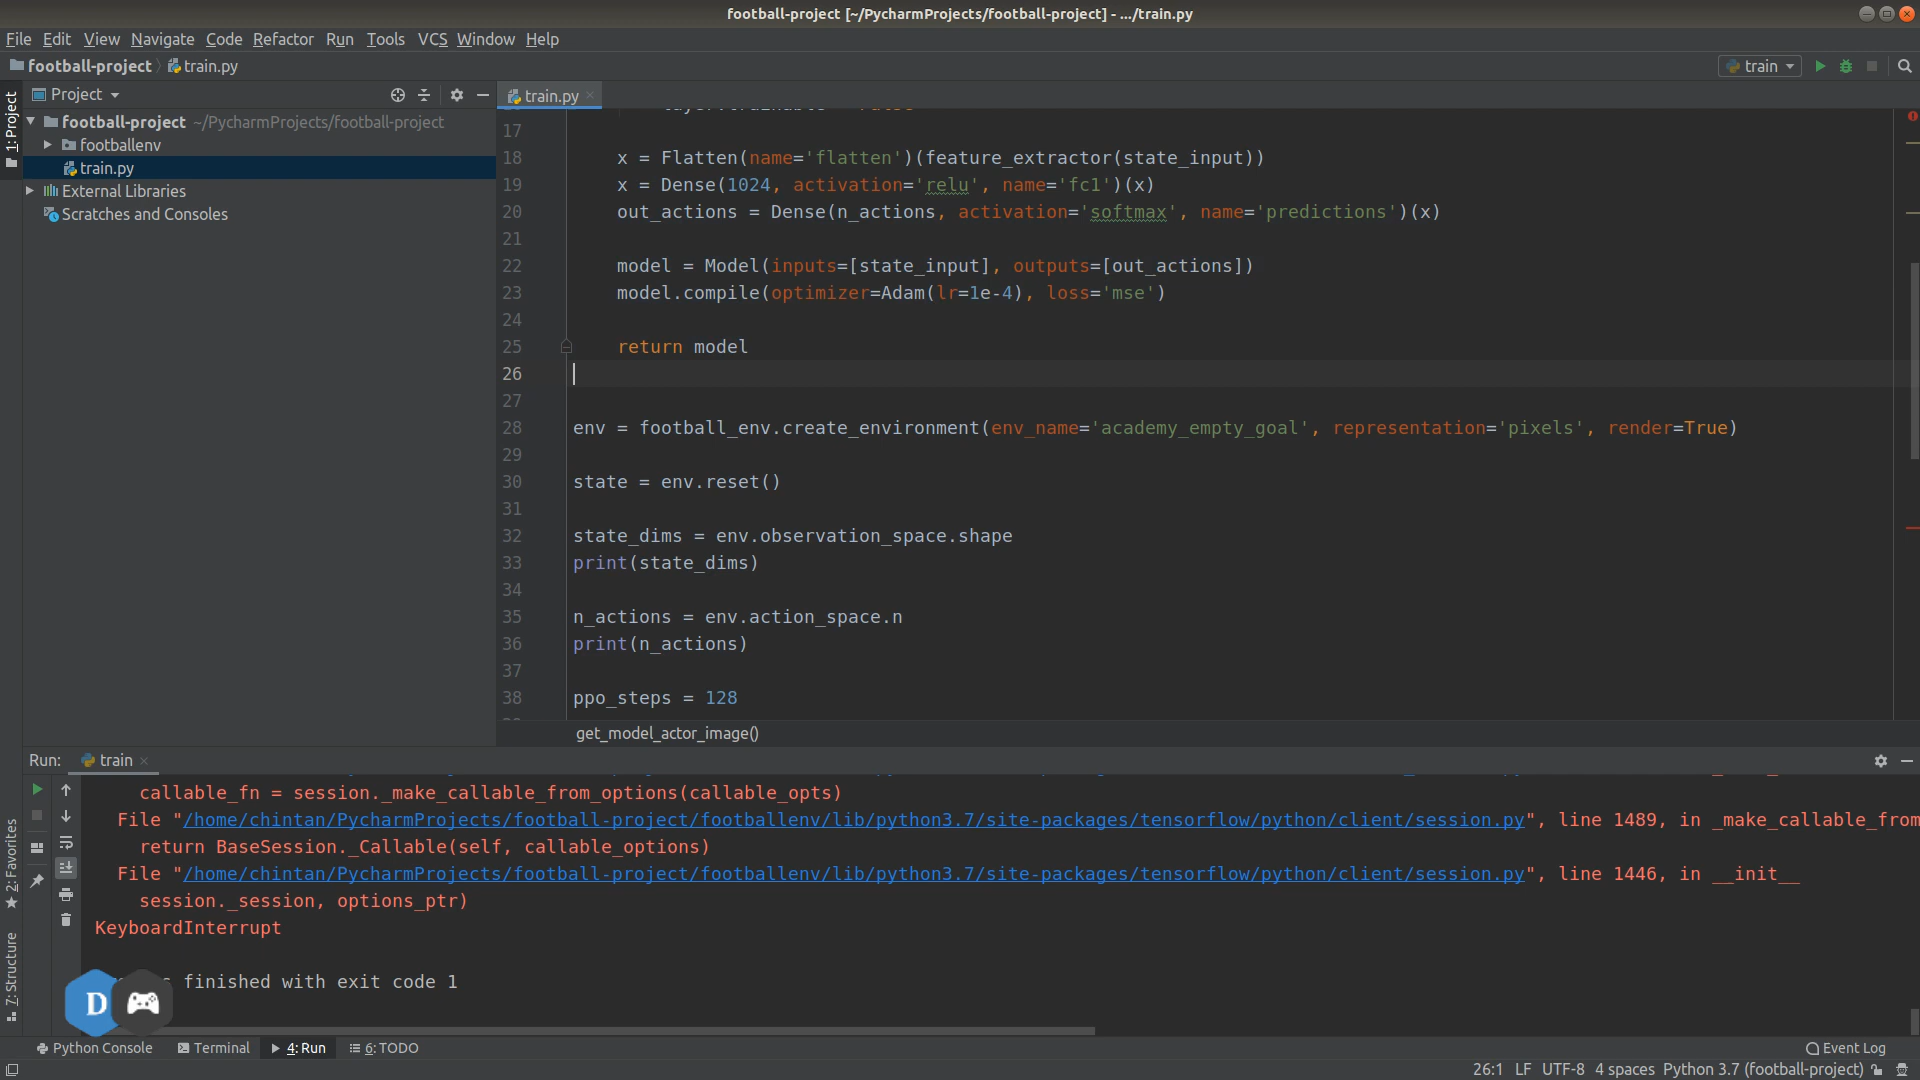 football-project [~/PycharmProjects/football-project] - .../train.py
File Edit View Navigate Code Refactor Run Tools VCS Window Help
football-project train.py
train
1: Project
Project
train.py
football-project ~/PycharmProjects/football-project
footballenv
train.py
External Libraries
Scratches and Consoles
17
18 x = Flatten(name='flatten')(feature_extractor(state_input))
19 x = Dense(1024, activation='relu', name='fc1')(x)
20 out_actions = Dense(n_actions, activation='softmax', name='predictions')(x)
21
22 model = Model(inputs=[state_input], outputs=[out_actions])
23 model.compile(optimizer=Adam(lr=1e-4), loss='mse')
24
25 return model
26
27
28 env = football_env.create_environment(env_name='academy_empty_goal', representation='pixels', render=True)
29
30 state = env.reset()
31
32 state_dims = env.observation_space.shape
33 print(state_dims)
34
35 n_actions = env.action_space.n
36 print(n_actions)
37
38 ppo_steps = 128
get_model_actor_image()
Run: train
callable_fn = session._make_callable_from_options(callable_opts)
File "/home/chintan/PycharmProjects/football-project/footballenv/lib/python3.7/site-packages/tensorflow/python/client/session.py", line 1489, in _make_callable_from
return BaseSession._Callable(self, callable_options)
File "/home/chintan/PycharmProjects/football-project/footballenv/lib/python3.7/site-packages/tensorflow/python/client/session.py", line 1446, in __init__
session._session, options_ptr)
KeyboardInterrupt
finished with exit code 1
D
2: Favorites
7: Structure
Python Console Terminal 4: Run 6: TODO Event Log
26:1 LF UTF-8 4 spaces Python 3.7 (football-project)